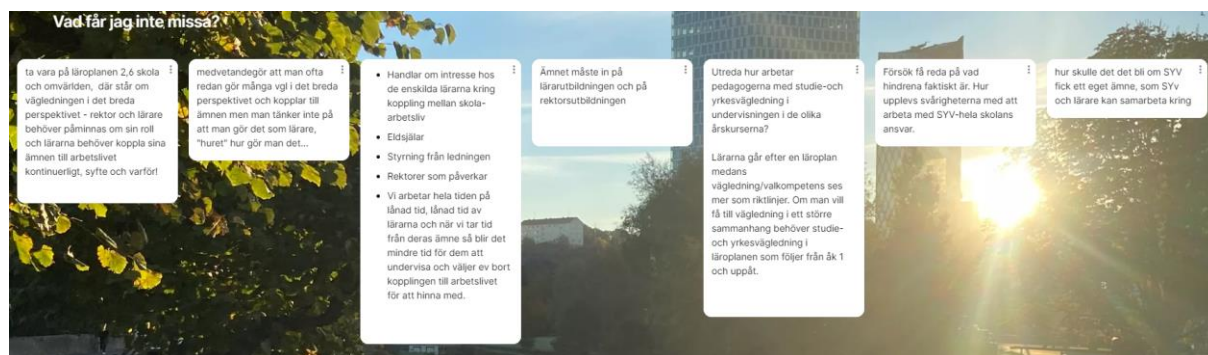 Vad får jag inte missa?
ta vara på läroplanen 2,6 skola
och omvärlden, där står om
vägledningen i det breda
perspektivet - rektor och lärare
behöver påminnas om sin roll
och lärarna behöver koppla sina
ämnen till arbetslivet
kontinuerligt, syfte och varför!
medvetandegör att man ofta
redan gör många vgl i det breda
perspektivet och kopplar till
ämnen men man tänker inte på
att man gör det som lärare,
"huret" hur gör man det...
• Handlar om intresse hos
de enskilda lärarna kring
koppling mellan skola-
arbetsliv
• Eldsjälar
• Styrning från ledningen
• Rektorer som påverkar
• Vi arbetar hela tiden på
lånad tid, lånad tid av
lärarna och när vi tar tid
från deras ämne så blir det
mindre tid för dem att
undervisa och väljer ev bort
kopplingen till arbetslivet
för att hinna med.
Ämnet måste in på
lärarutbildningen och på
rektorsutbildningen
Utreda hur arbetar
pedagogerna med studie-och
yrkesvägledning i
undervisningen i de olika
årskurserna?
Lärarna går efter en läroplan
medans
vägledning/valkompetens ses
mer som riktlinjer. Om man vill
få till vägledning i ett större
sammanhang behöver studie-
och yrkesvägledning i
läroplanen som följer från åk 1
och uppåt.
Försök få reda på vad
hindrena faktiskt är. Hur
upplevs svårigheterna med att
arbeta med SYV-hela skolans
ansvar.
hur skulle det det bli om SYV
fick ett eget ämne, som SYv
och lärare kan samarbeta kring